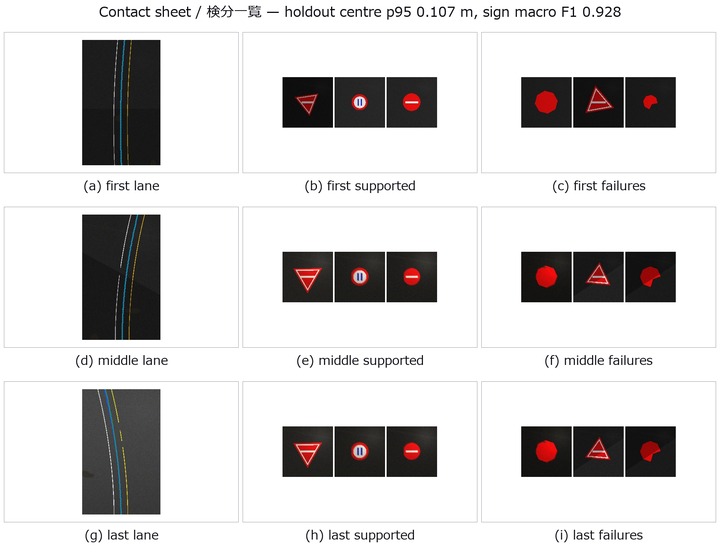 Contact sheet / 検分一覧 — holdout centre p95 0.107 m, sign macro F1 0.928
(a) first lane
(b) first supported
(c) first failures
(d) middle lane
(e) middle supported
(f) middle failures
(g) last lane
(h) last supported
(i) last failures